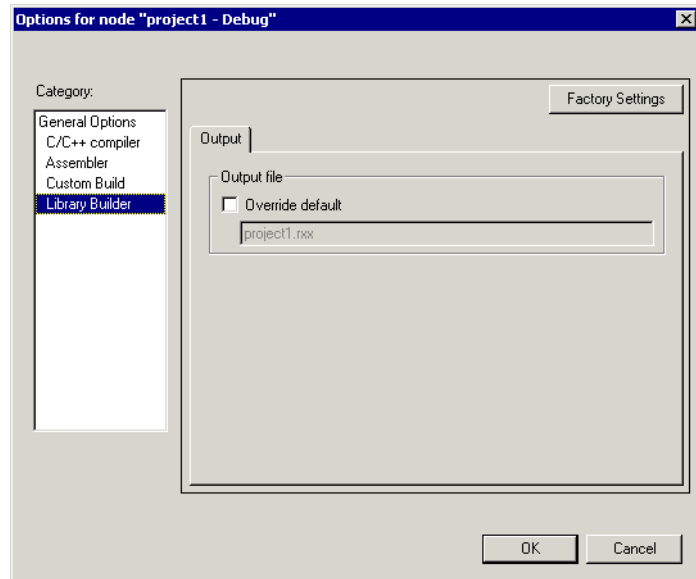 Options for node "project1 - Debug"
Category:
Factory Settings
General Options
C/C++ compiler
Assembler
Custom Build
Library Builder
Output
Output file
Override default
project1.rxx
OK
Cancel